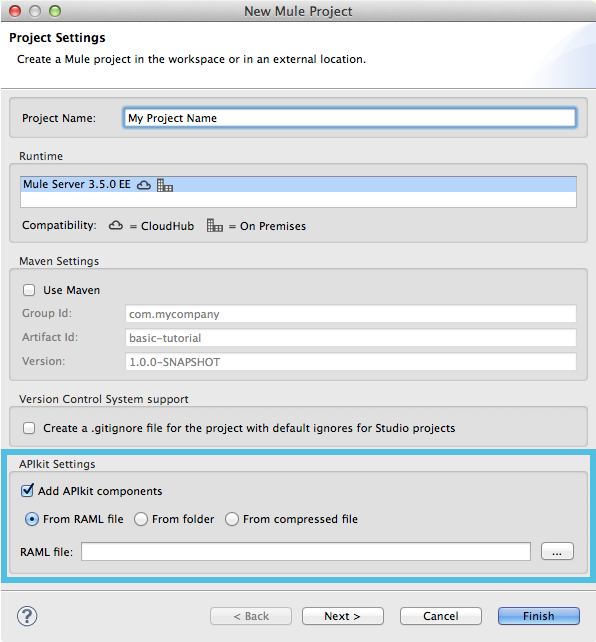 New Mule Project
Project Settings
Create a Mule project in the workspace or in an external location.
Project Name: My Project Name
Runtime
Mule Server 3.5.0 EE
Compatibility: = CloudHub = On Premises
Maven Settings
Use Maven
Group Id: com.mycompany
Artifact Id: basic-tutorial
Version: 1.0.0-SNAPSHOT
Version Control System support
Create a .gitignore file for the project with default ignores for Studio projects
APIkit Settings
Add APIkit components
From RAML file From folder From compressed file
RAML file: ...
? < Back Next > Cancel Finish